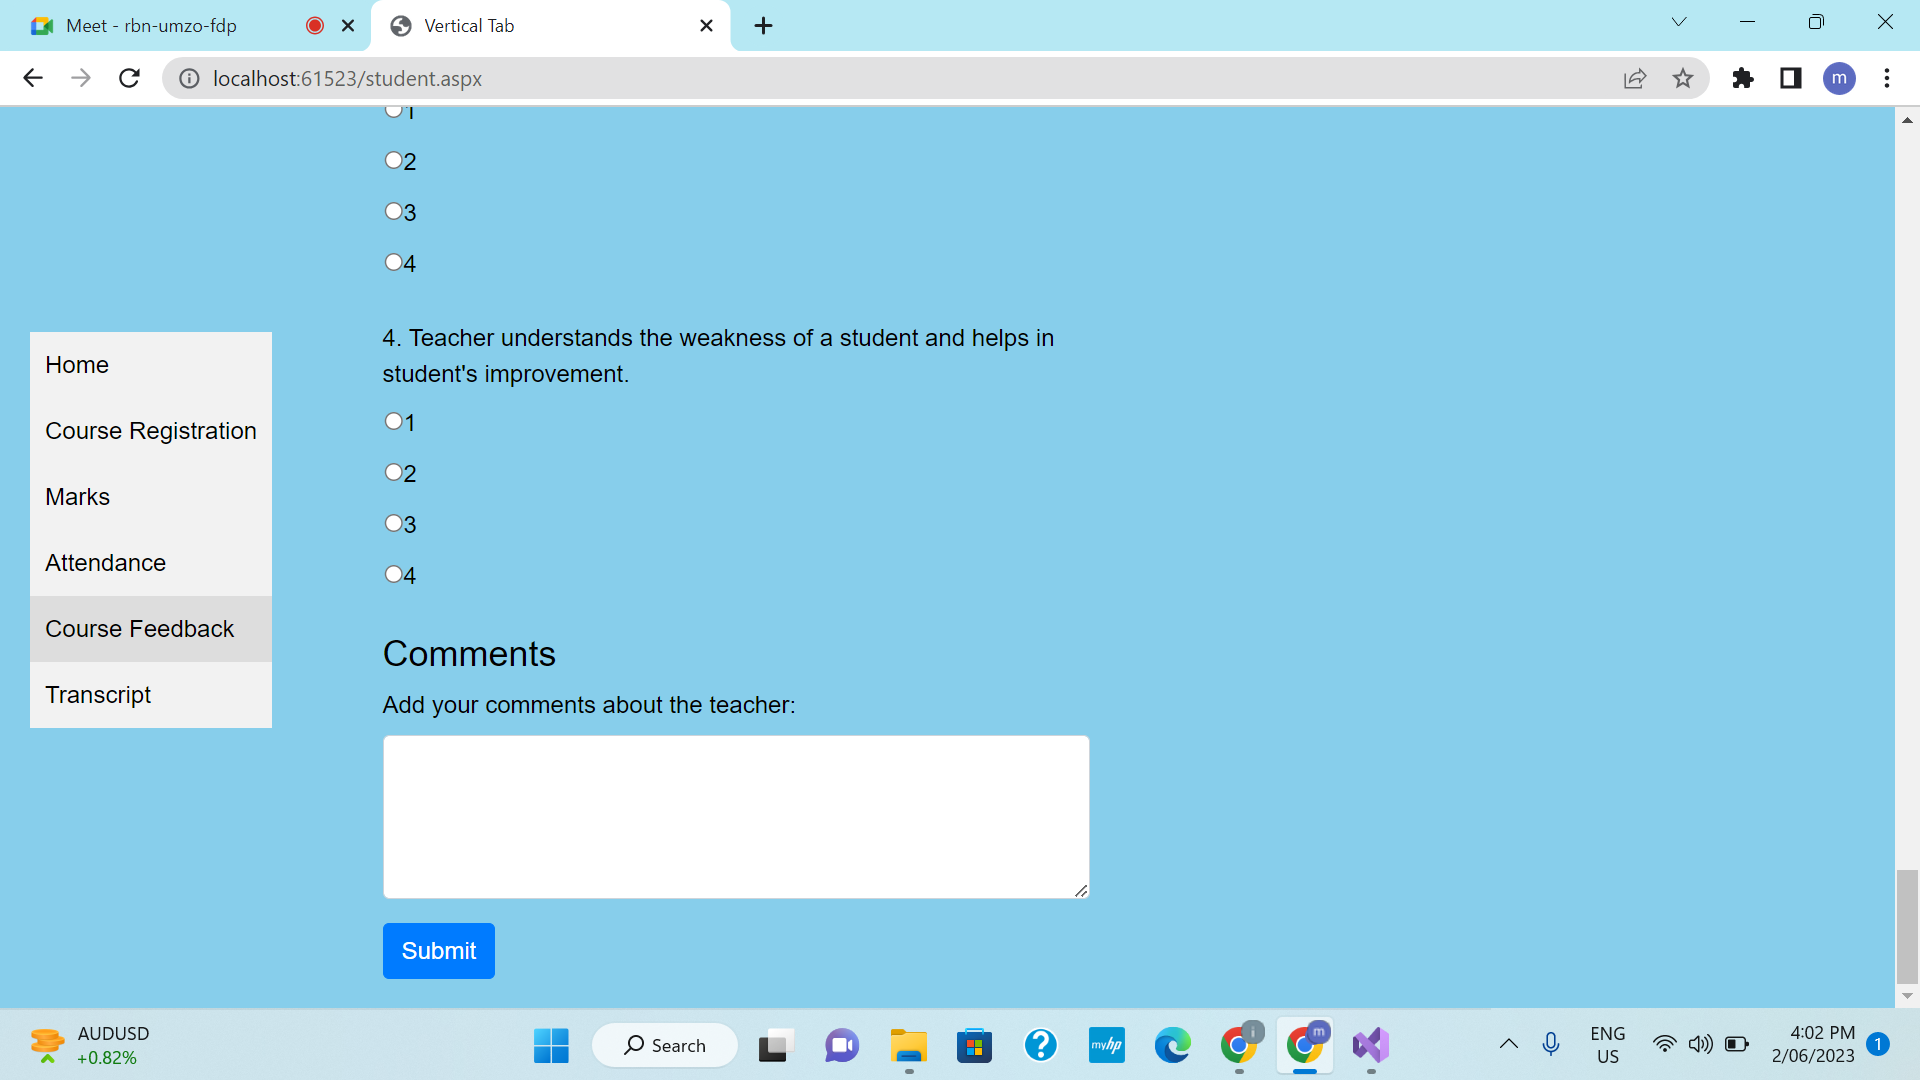 Meet - rbn-umzo-fdp
Vertical Tab
localhost:61523/student.aspx
m
1
2
3
4
4. Teacher understands the weakness of a student and helps in
student's improvement.
1
2
3
4
Home
Course Registration
Marks
Attendance
Course Feedback
Transcript
Comments
Add your comments about the teacher:
Submit
AUDUSD
+0.82%
Search
myhp
i
m
ENG
US
4:02 PM
2/06/2023
1